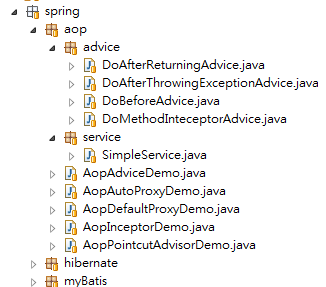 spring
aop
advice
DoAfterReturningAdvice.java
DoAfterThrowingExceptionAdvice.java
DoBeforeAdvice.java
DoMethodInteceptorAdvice.java
service
SimpleService.java
AopAdviceDemo.java
AopAutoProxyDemo.java
AopDefaultProxyDemo.java
AopInceptorDemo.java
AopPointcutAdvisorDemo.java
hibernate
myBatis